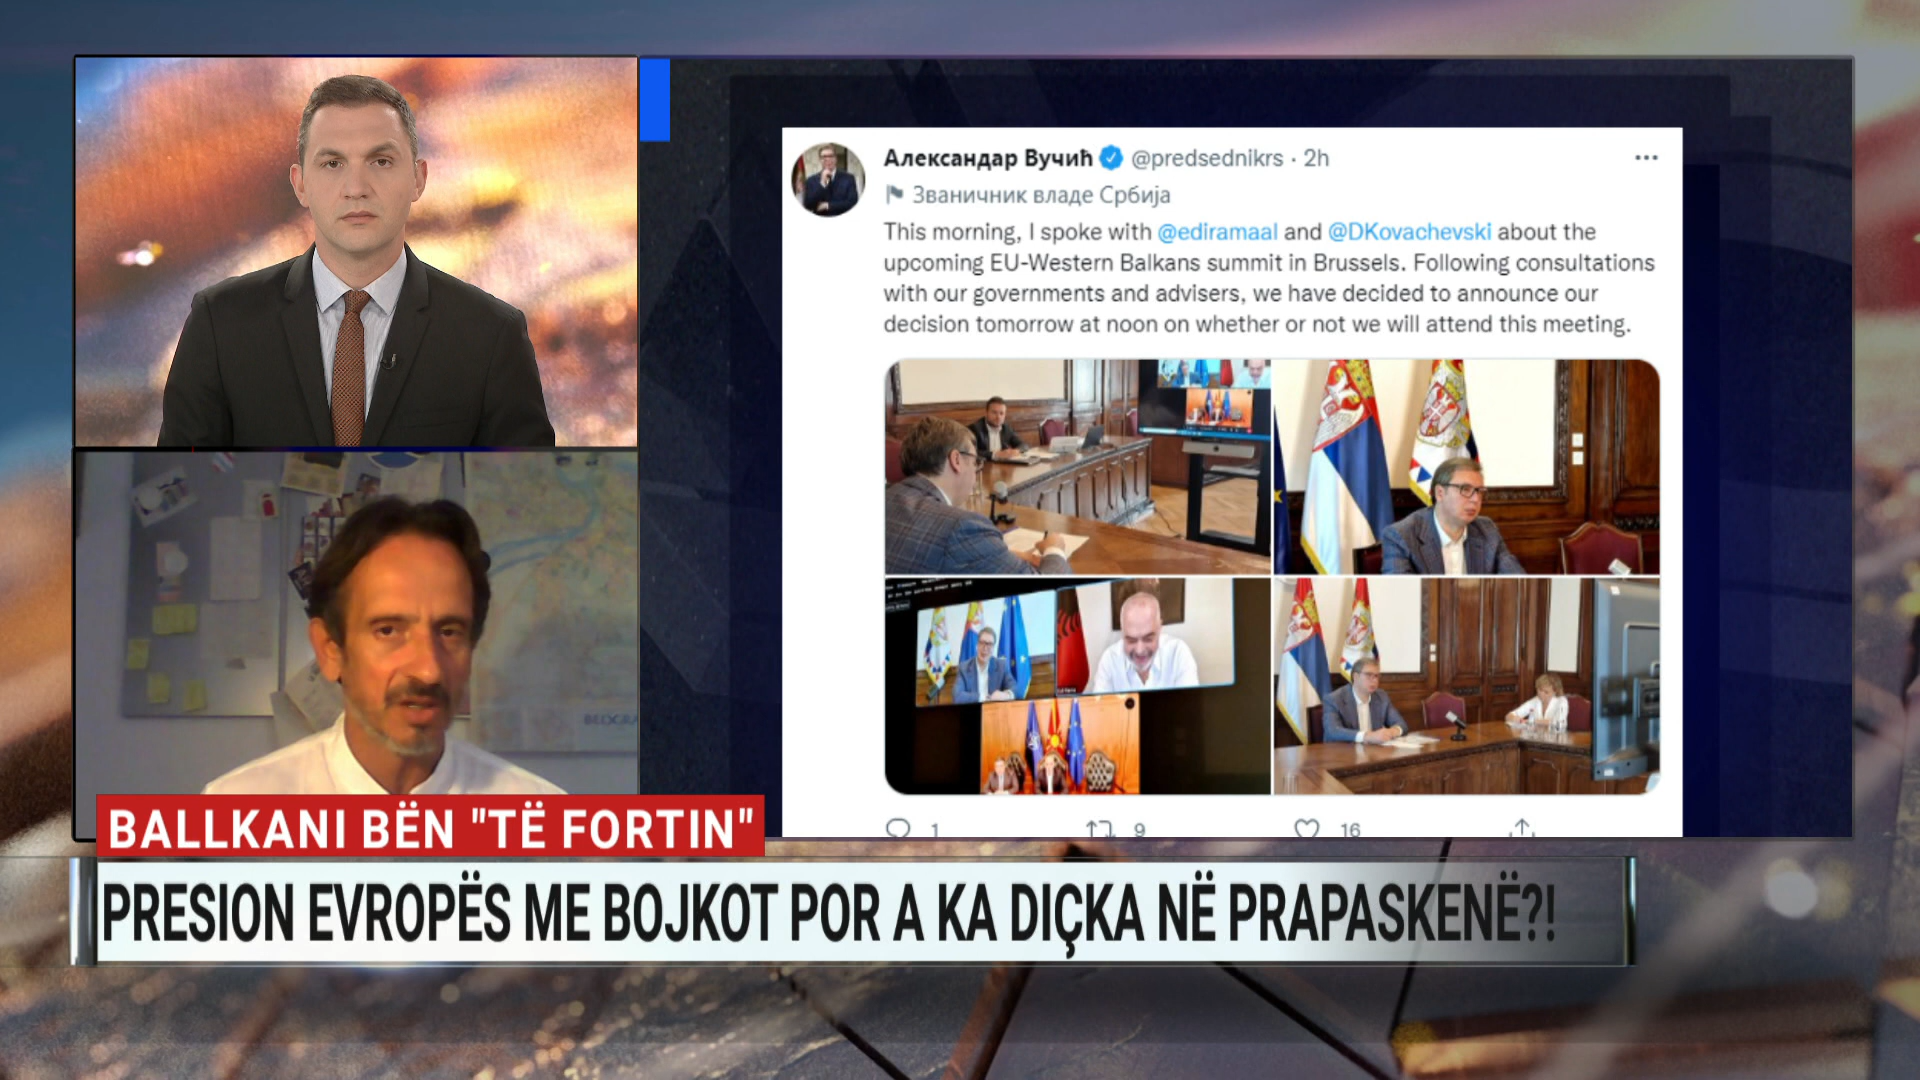 Александар Вучић @predsednikrs · 2h
Званичник владе Србија
This morning, I spoke with @ediramaal and @DKovachevski about the
upcoming EU-Western Balkans summit in Brussels. Following consultations
with our governments and advisers, we have decided to announce our
decision tomorrow at noon on whether or not we will attend this meeting.
1 9 16
BALLKANI BËN "TË FORTIN"
PRESION EVROPËS ME BOJKOT POR A KA DIÇKA NË PRAPASKENË?!